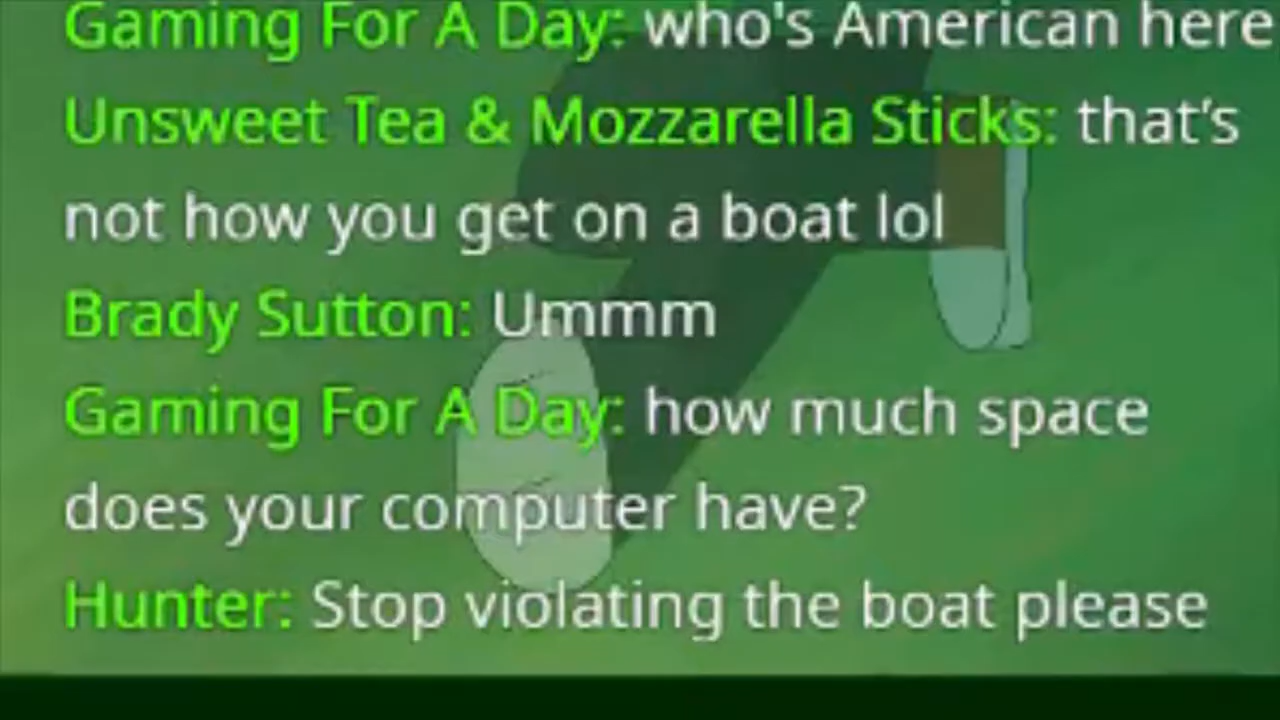 Gaming For A Day: who's American here
Unsweet Tea & Mozzarella Sticks: that's
not how you get on a boat lol
Brady Sutton: Ummm
Gaming For A Day: how much space
does your computer have?
Hunter: Stop violating the boat please